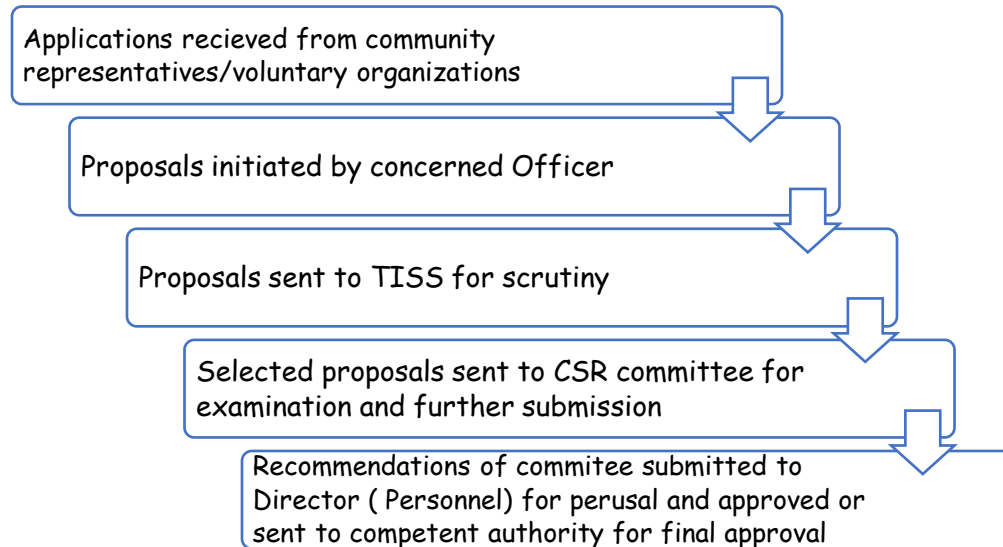 Applications recieved from community
representatives/voluntary organizations
Proposals initiated by concerned Officer
Proposals sent to TISS for scrutiny
Selected proposals sent to CSR committee for
examination and further submission
Recommendations of commitee submitted to
Director ( Personnel) for perusal and approved or
sent to competent authority for final approval